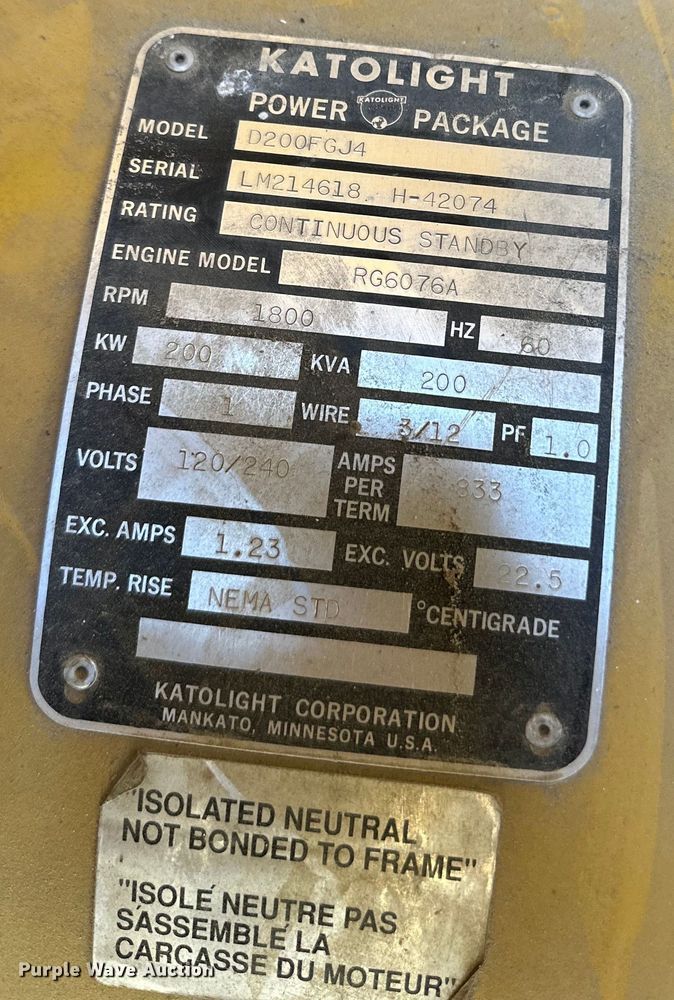 KATOLIGHT
POWER KATOLIGHT PACKAGE
MODEL D200FGJ4
SERIAL LM214618 H-42074
RATING CONTINUOUS STANDBY
ENGINE MODEL RG6076A
RPM 1800 HZ 60
KW 200 KVA 200
PHASE 1 WIRE 3/12 PF 1.0
VOLTS 120/240 AMPS PER TERM 833
EXC. AMPS 1.23 EXC. VOLTS 22.5
TEMP. RISE NEMA STD °CENTIGRADE
KATOLIGHT CORPORATION
MANKATO, MINNESOTA U.S.A.
"ISOLATED NEUTRAL
NOT BONDED TO FRAME"
"ISOLÉ NEUTRE PAS
S'ASSEMBLE LA
CARCASSE DU MOTEUR"
Purple Wave Auction